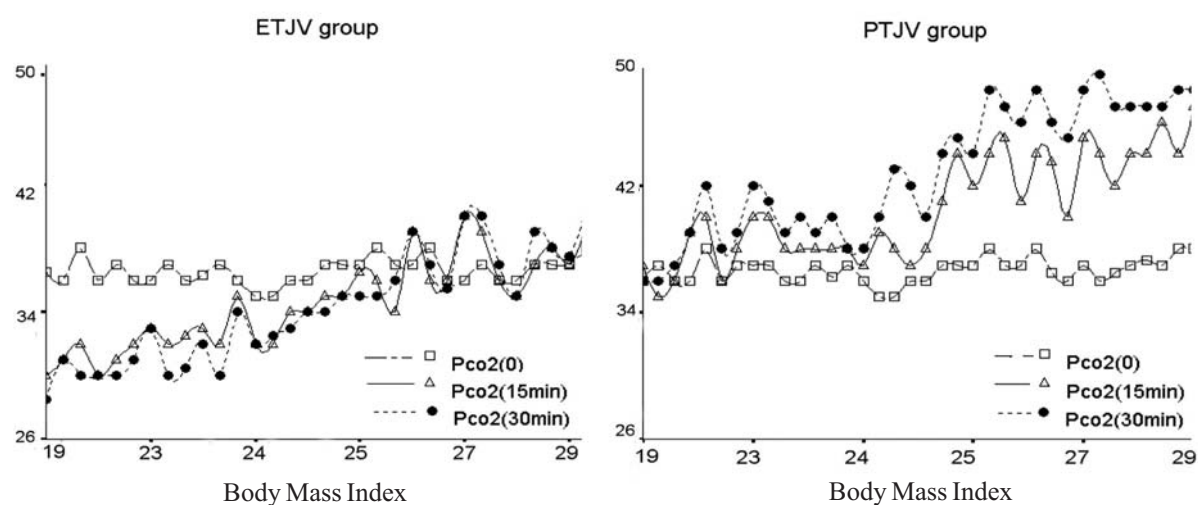 ETJV group
50
42
34
26
Pco2(0)
Pco2(15min)
Pco2(30min)
19 23 24 25 27 29
Body Mass Index
PTJV group
50
42
34
26
Pco2(0)
Pco2(15min)
Pco2(30min)
19 23 24 25 27 29
Body Mass Index